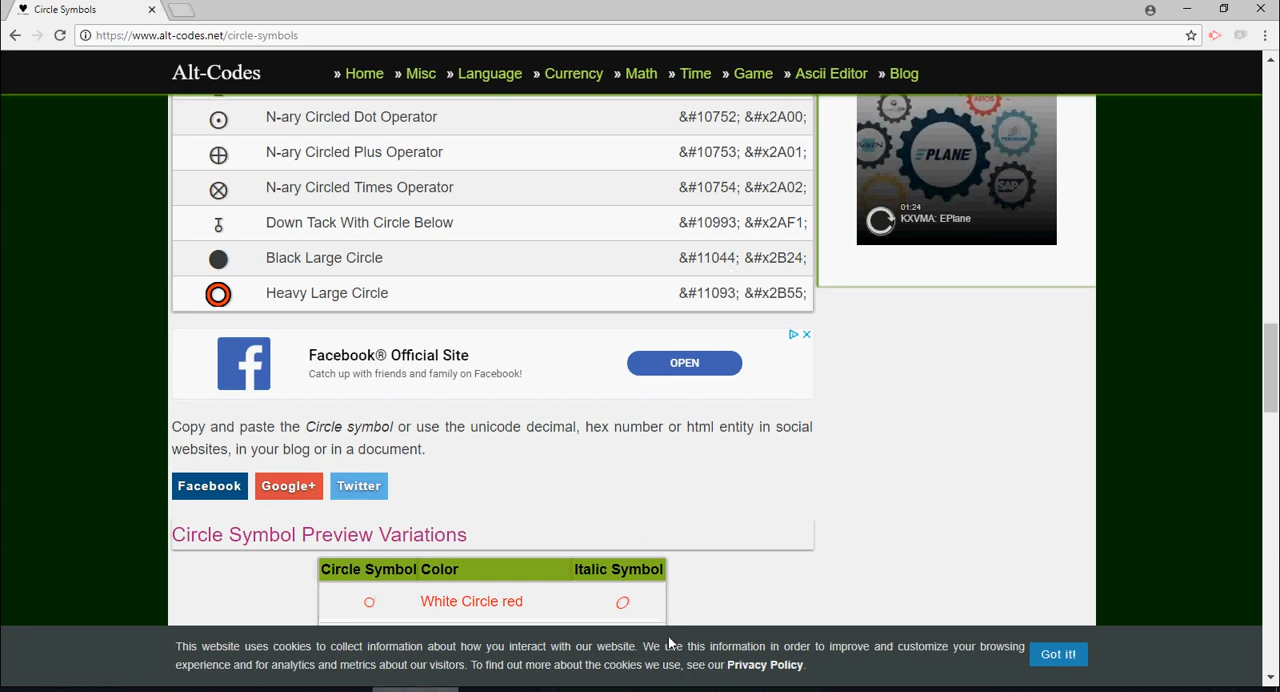 Circle Symbols
https://www.alt-codes.net/circle-symbols
Alt-Codes » Home » Misc » Language » Currency » Math » Time » Game » Ascii Editor » Blog
⊙ N-ary Circled Dot Operator &#10752; &#x2A00;
⊕ N-ary Circled Plus Operator &#10753; &#x2A01;
⊗ N-ary Circled Times Operator &#10754; &#x2A02;
⫱ Down Tack With Circle Below &#10993; &#x2AF1;
⬤ Black Large Circle &#11044; &#x2B24;
⭕ Heavy Large Circle &#11093; &#x2B55;
EPLANE
SAP
01:24
KXVMA: EPlane
Facebook® Official Site
Catch up with friends and family on Facebook!
OPEN
Copy and paste the Circle symbol or use the unicode decimal, hex number or html entity in social
websites, in your blog or in a document.
Facebook Google+ Twitter
Circle Symbol Preview Variations
Circle Symbol Color Italic Symbol
○ White Circle red ○
This website uses cookies to collect information about how you interact with our website. We use this information in order to improve and customize your browsing
experience and for analytics and metrics about our visitors. To find out more about the cookies we use, see our Privacy Policy.
Got it!